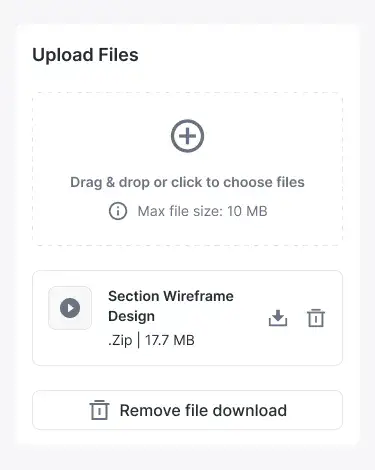 Upload Files
Drag & drop or click to choose files
Max file size: 10 MB
Section Wireframe
Design
.Zip | 17.7 MB
Remove file download